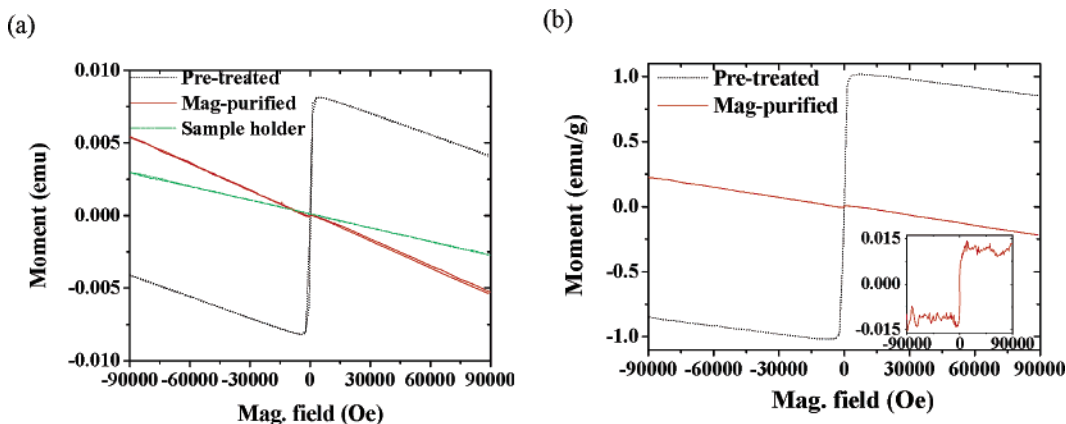 (a)
0.010
0.005
0.000
-0.005
-0.010
Moment (emu)
Pre-treated
Mag-purified
Sample holder
-90000 -60000 -30000 0 30000 60000 90000
Mag. field (Oe)
(b)
1.0
0.5
0.0
-0.5
-1.0
Moment (emu/g)
Pre-treated
Mag-purified
0.015
0.000
-0.015
-90000 0 90000
-90000 -60000 -30000 0 30000 60000 90000
Mag. field (Oe)